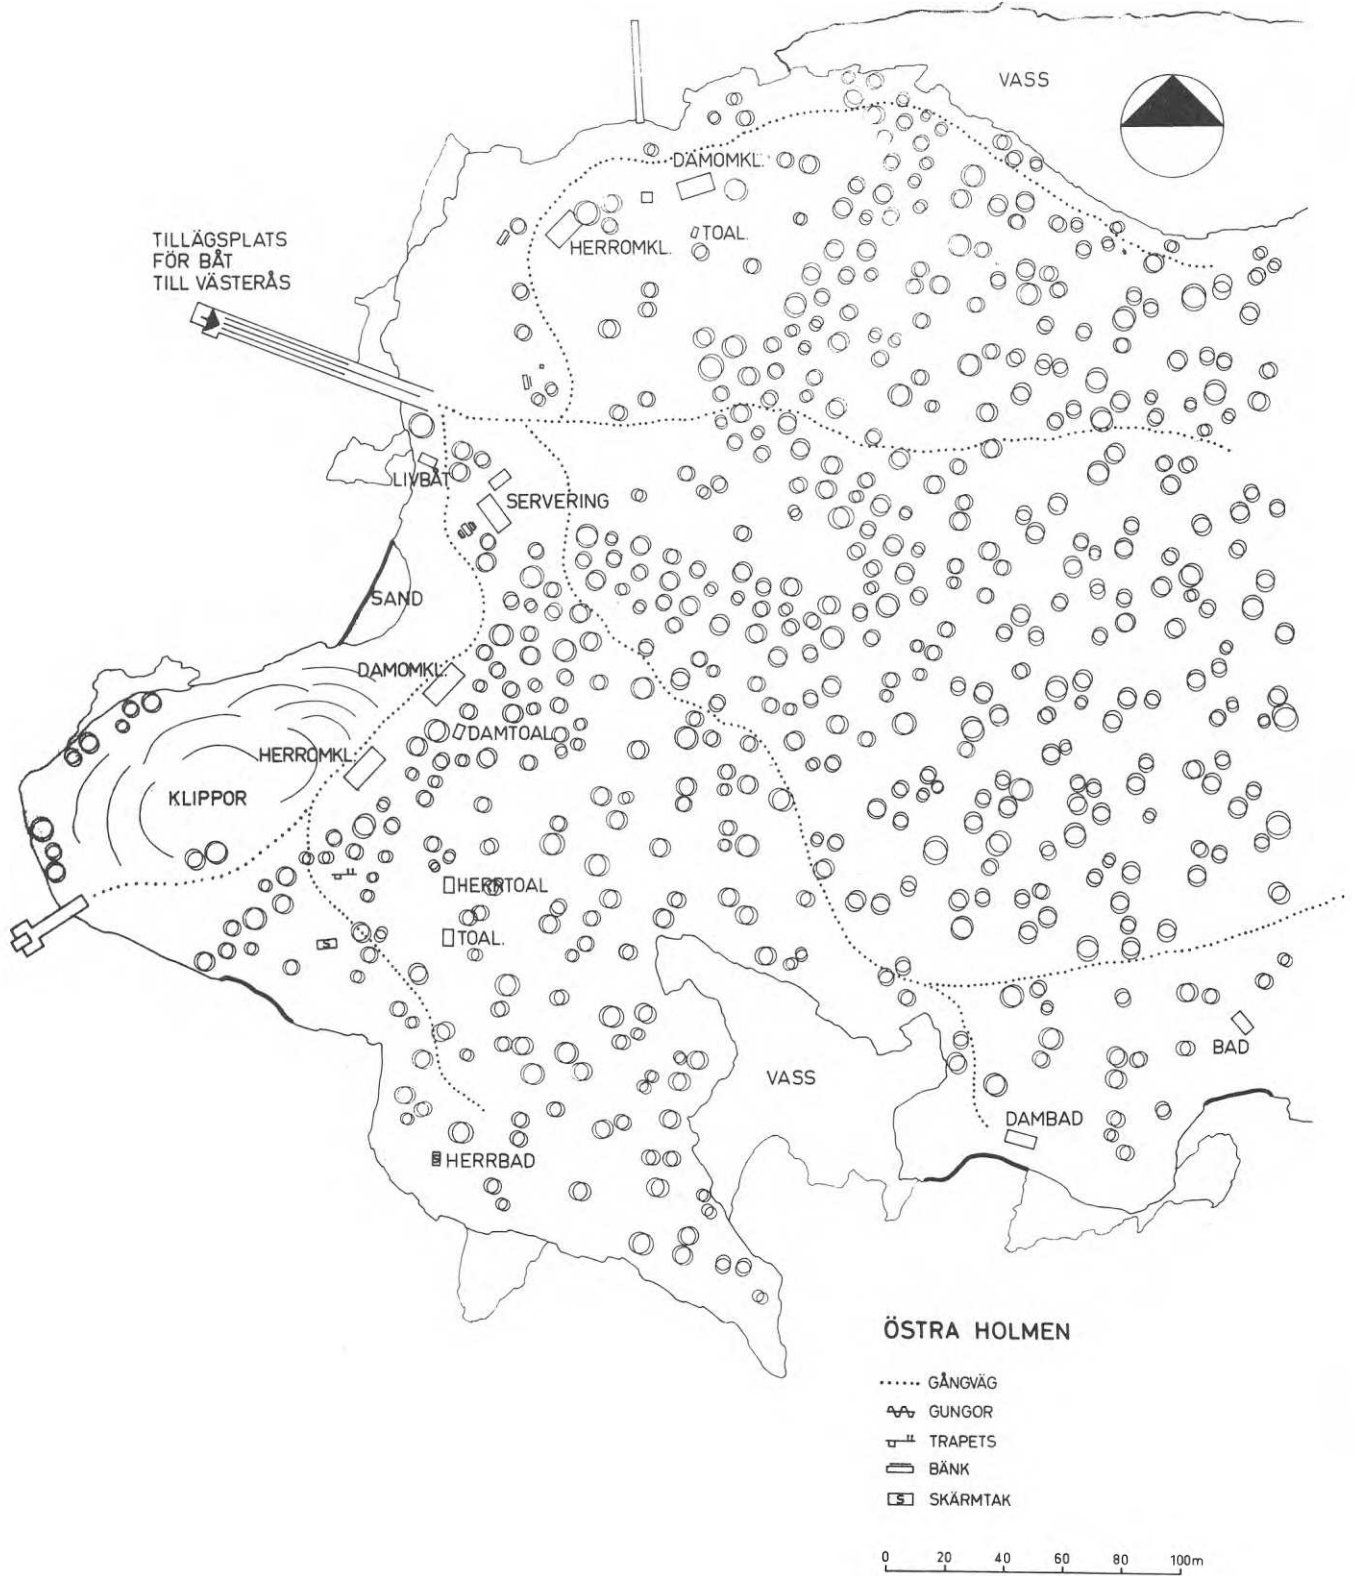 VASS
DAMOMKL.
HERROMKL.
TOAL.
TILLÄGSPLATS
FÖR BÅT
TILL VÄSTERÅS
LIVBÅT
SERVERING
SAND
DAMOMKL.
DAMTOAL
HERROMKL.
KLIPPOR
HERRTOAL
S
TOAL.
BAD
VASS
DAMBAD
HERRBAD
ÖSTRA HOLMEN
GÅNGVÄG
GUNGOR
TRAPETS
BÄNK
S SKÄRMTAK
0 20 40 60 80 100m